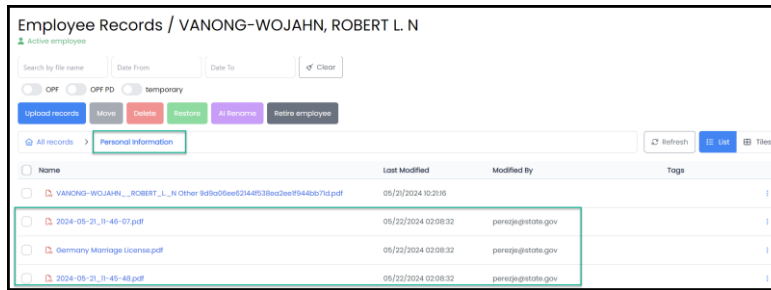 Employee Records / VANONG-WOJAHN, ROBERT L. N
Active employee
Search by file name Date From Date To Clear
OPF OPF PD temporary
Upload records Move Delete Restore AI Rename Retire employee
All records > Personal Information Refresh List Tiles
Name Last Modified Modified By Tags
VANONG-WOJAHN__ROBERT_L._N Other 9d9a06ee62144f538ea2ee1f944bb71d.pdf 05/21/2024 10:21:16
2024-05-21_11-46-07.pdf 05/22/2024 02:08:32 perezje@state.gov
Germany Marriage License.pdf 05/22/2024 02:08:32 perezje@state.gov
2024-05-21_11-45-48.pdf 05/22/2024 02:08:32 perezje@state.gov